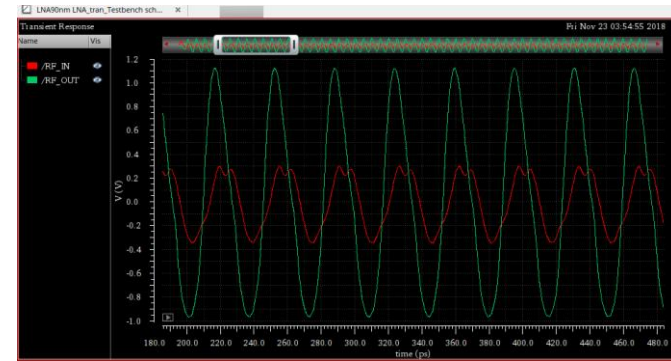 LNA90nm LNA_tran_Testbench sch... ×
Transient Response
Fri Nov 23 03:54:55 2018
Name Vis
/RF_IN
/RF_OUT
1.2
1.0
0.8
0.6
0.4
0.2
0.0
-0.2
-0.4
-0.6
-0.8
-1.0
V (V)
180.0 200.0 220.0 240.0 260.0 280.0 300.0 320.0 340.0 360.0 380.0 400.0 420.0 440.0 460.0 480.0
time (ps)